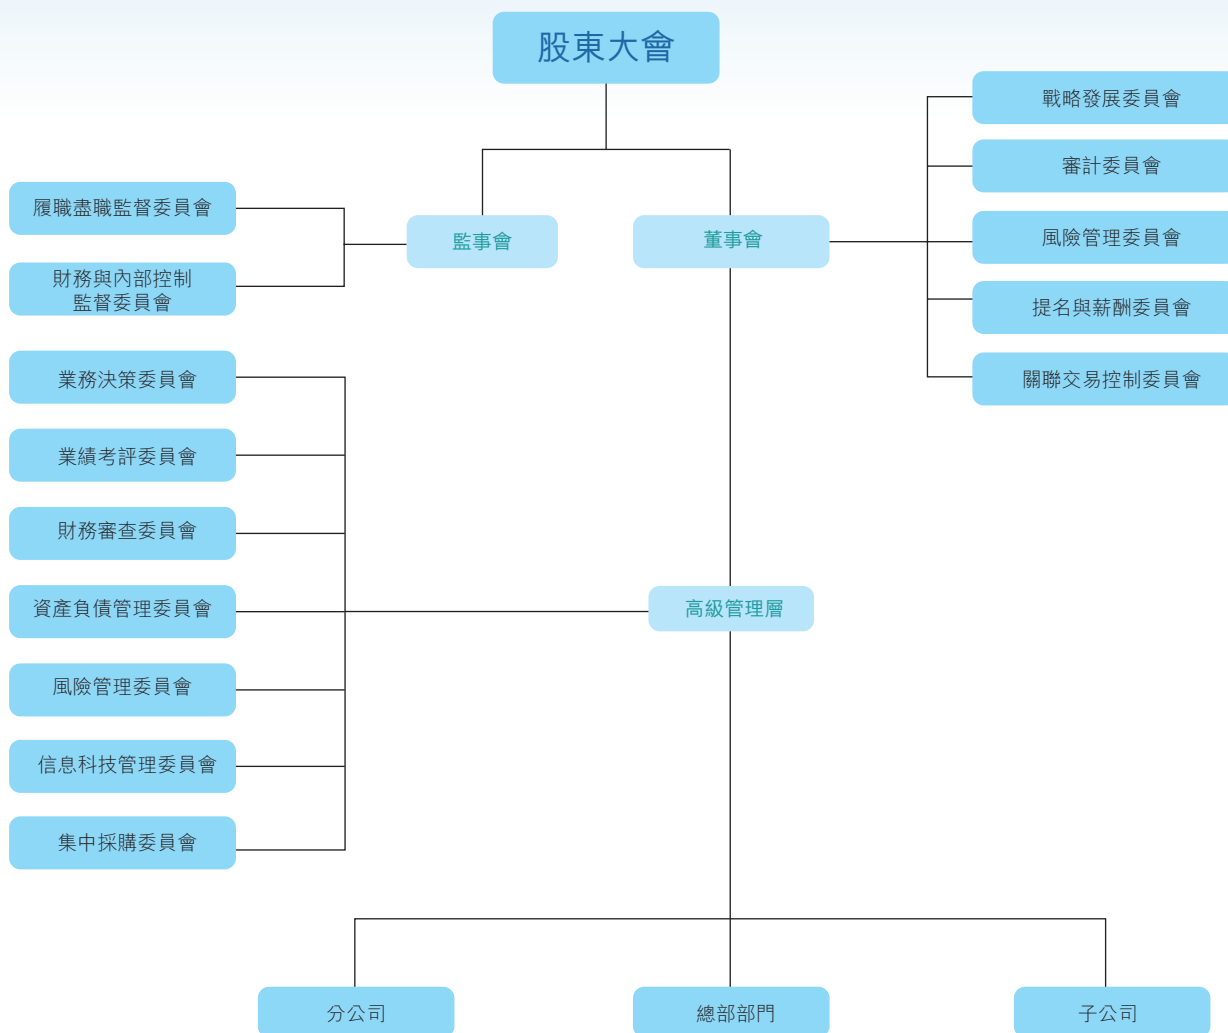 股東大會
戰略發展委員會
審計委員會
風險管理委員會
提名與薪酬委員會
關聯交易控制委員會
董事會
監事會
履職盡職監督委員會
財務與內部控制
監督委員會
業務決策委員會
業績考評委員會
財務審查委員會
資產負債管理委員會
風險管理委員會
信息科技管理委員會
集中採購委員會
高級管理層
分公司
總部部門
子公司